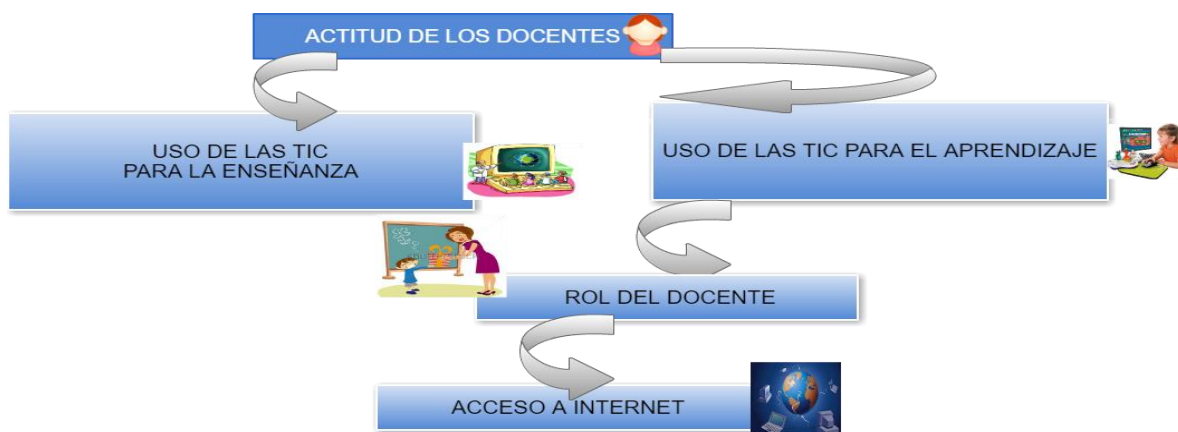 ACTITUD DE LOS DOCENTES
USO DE LAS TIC
PARA LA ENSEÑANZA
USO DE LAS TIC PARA EL APRENDIZAJE
ROL DEL DOCENTE
ACCESO A INTERNET